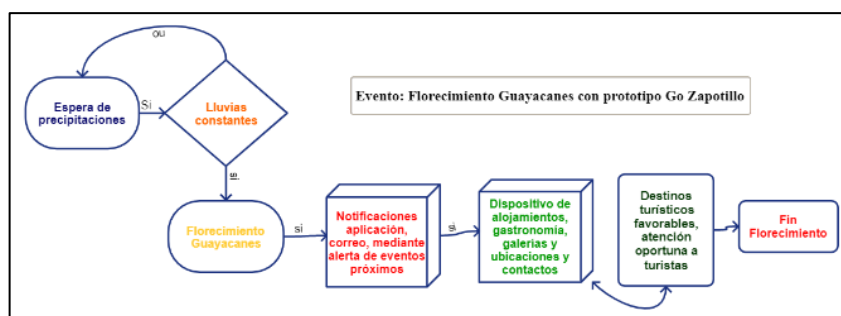 ou
Espera de
precipitaciones
Si
Lluvias
constantes
Evento: Florecimiento Guayacanes con prototipo Go Zapotillo
si
Florecimiento
Guayacanes
si
Notificaciones
aplicación,
correo, mediante
alerta de eventos
próximos
si
Dispositivo de
alojamientos,
gastronomía,
galerias y
ubicaciones y
contactos
Destinos
turísticos
favorables,
atención
oportuna a
turistas
Fin
Florecimiento